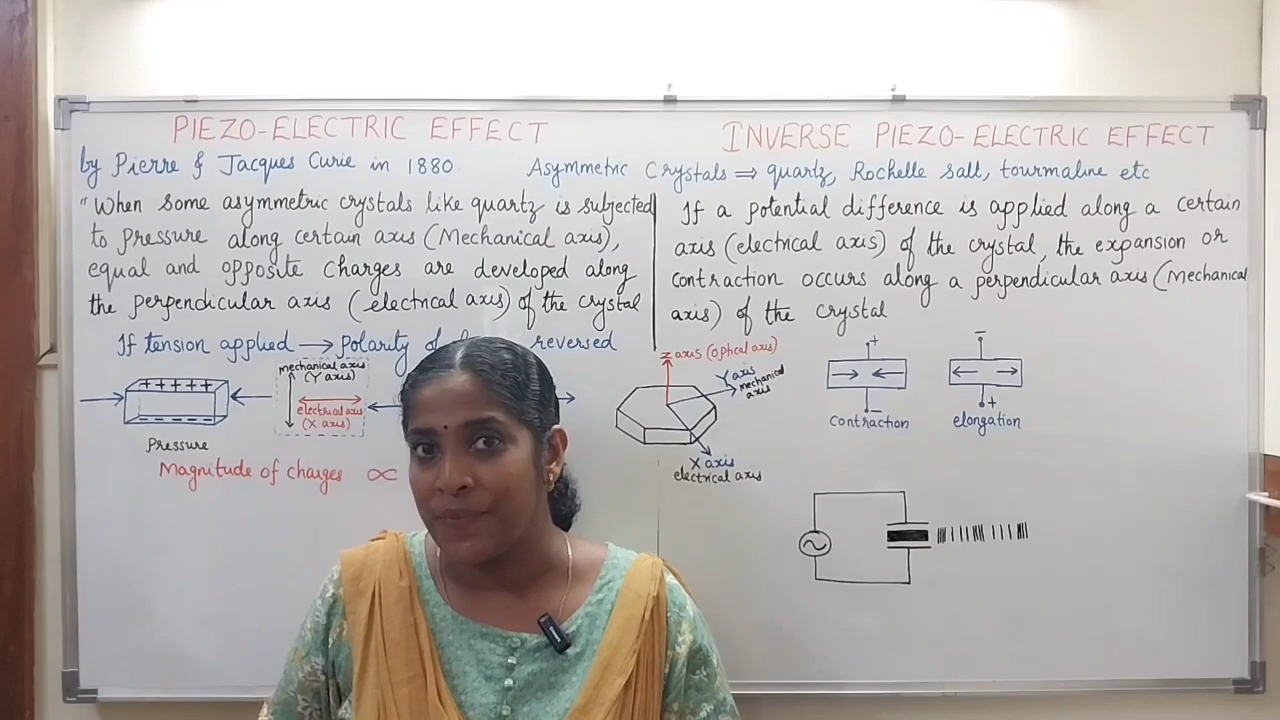 PIEZO-ELECTRIC EFFECT
by Pierre & Jacques Curie in 1880
"When some asymmetric crystals like quartz is subjected
to pressure along certain axis (Mechanical axis),
equal and opposite charges are developed along
the perpendicular axis (electrical axis) of the crystal
If tension applied → polarity of reversed
+ + + + +
- - - - -
Pressure
mechanical axis
(Y axis)
electrical axis
(X axis)
Magnitude of charges ∝
INVERSE PIEZO-ELECTRIC EFFECT
Asymmetric Crystals ⇒ quartz, Rochelle salt, tourmaline etc
If a potential difference is applied along a certain
axis (electrical axis) of the crystal, the expansion or
contraction occurs along a perpendicular axis (Mechanical
axis) of the crystal
Z axis (optical axis)
Y axis
mechanical
axis
X axis
electrical axis
+
-
contraction
-
+
elongation